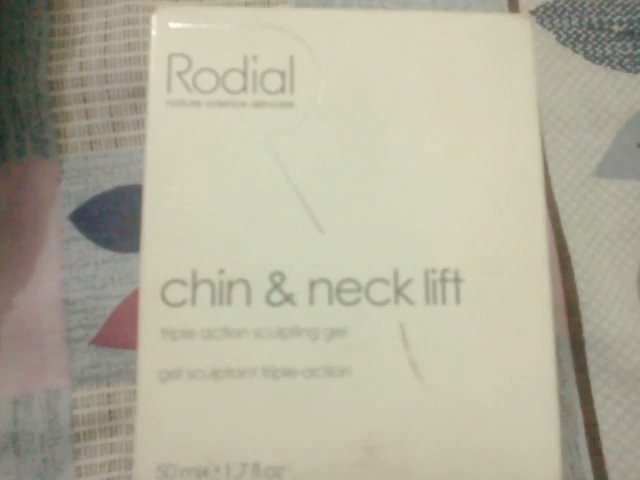 Rodial
nature science skincare
chin & neck lift
triple action sculpting gel
gel sculptant triple-action
50 ml e 1.7 fl oz